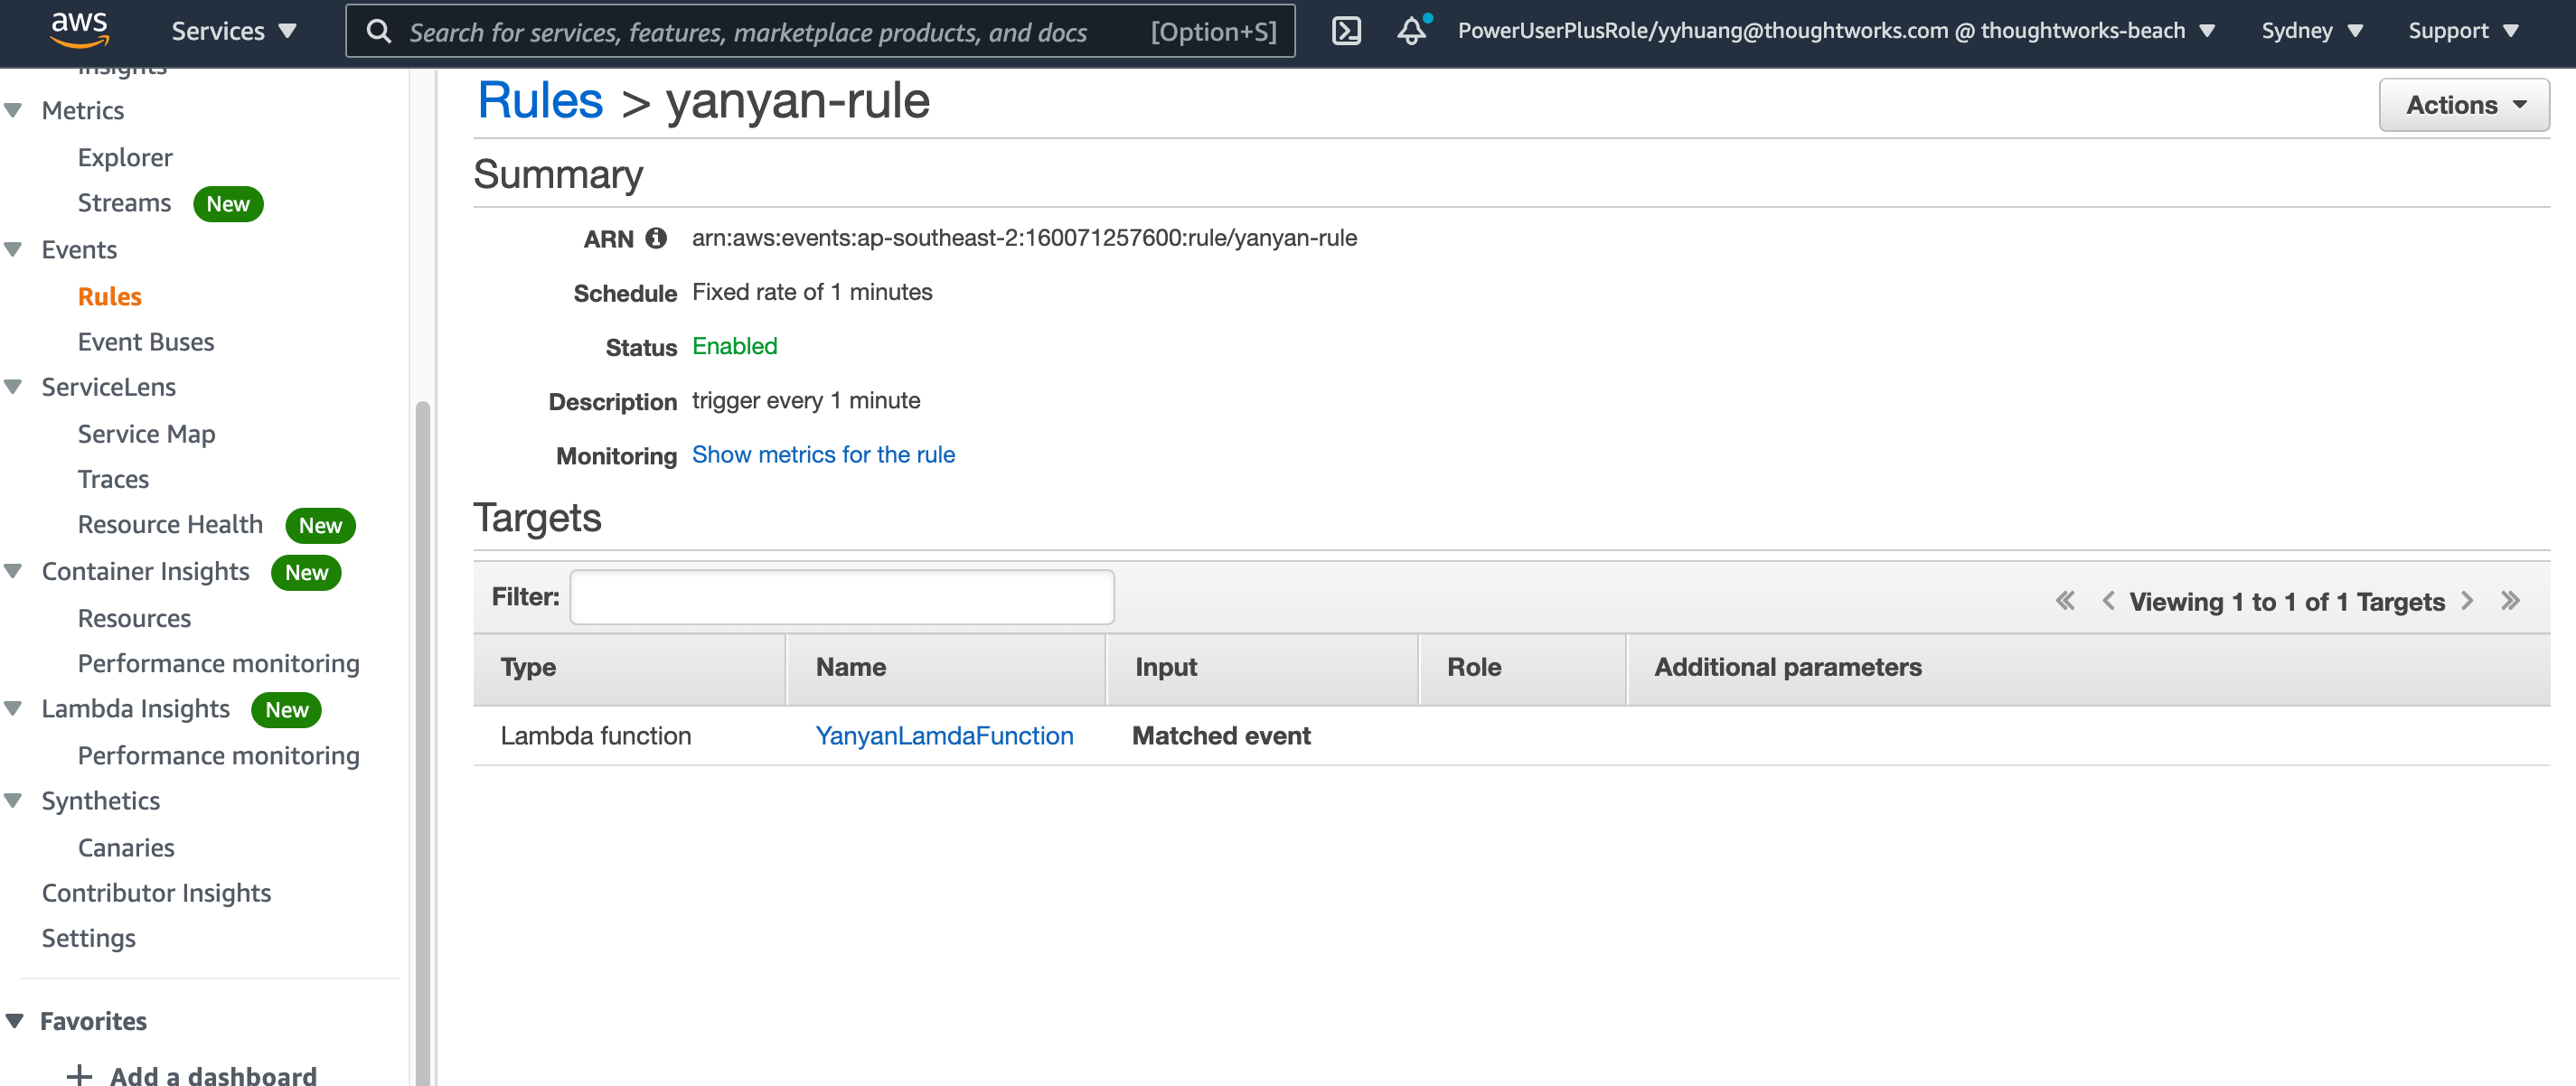 aws Services Search for services, features, marketplace products, and docs [Option+S] PowerUserPlusRole/yyhuang@thoughtworks.com @ thoughtworks-beach Sydney Support
Insights
Metrics
Explorer
Streams New
Events
Rules
Event Buses
ServiceLens
Service Map
Traces
Resource Health New
Container Insights New
Resources
Performance monitoring
Lambda Insights New
Performance monitoring
Synthetics
Canaries
Contributor Insights
Settings
Favorites
Add a dashboard
Rules > yanyan-rule
Actions
Summary
ARN arn:aws:events:ap-southeast-2:160071257600:rule/yanyan-rule
Schedule Fixed rate of 1 minutes
Status Enabled
Description trigger every 1 minute
Monitoring Show metrics for the rule
Targets
Filter: « < Viewing 1 to 1 of 1 Targets > »
Type Name Input Role Additional parameters
Lambda function YanyanLamdaFunction Matched event